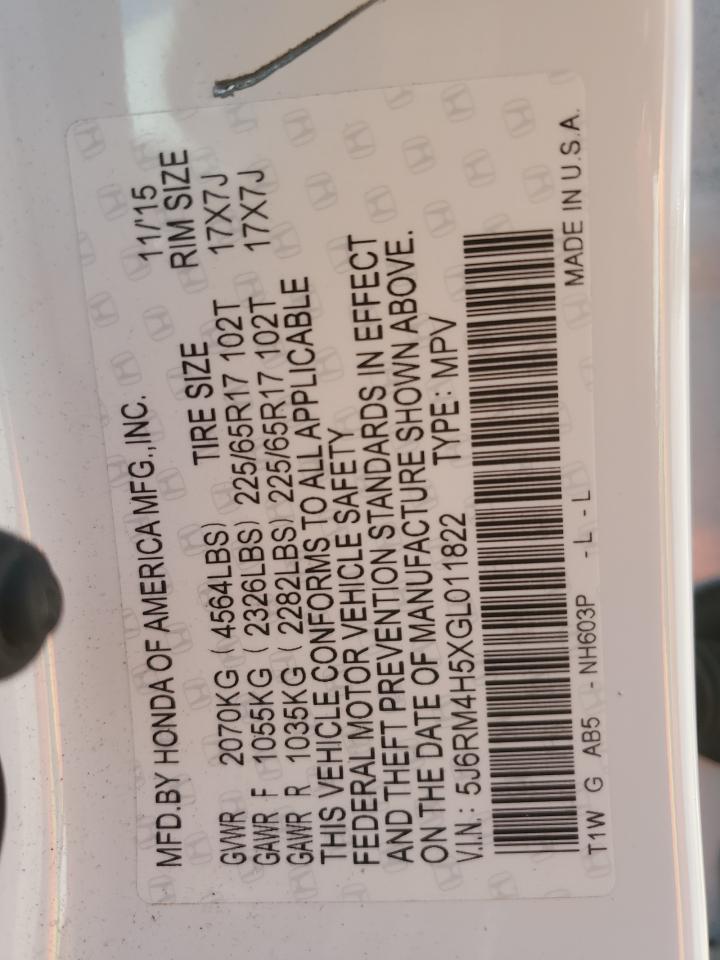 MFD.BY HONDA OF AMERICA MFG.,INC. 11/'15
TIRE SIZE RIM SIZE
GVWR 2070KG (4564LBS)
GAWR F 1055KG (2326LBS) 225/65R17 102T 17X7J
GAWR R 1035KG (2282LBS) 225/65R17 102T 17X7J
THIS VEHICLE CONFORMS TO ALL APPLICABLE
FEDERAL MOTOR VEHICLE SAFETY
AND THEFT PREVENTION STANDARDS IN EFFECT
ON THE DATE OF MANUFACTURE SHOWN ABOVE.
V.I.N.: 5J6RM4H5XGL011822 TYPE: MPV
T1W G AB5 -NH603P -L -L MADE IN U.S.A.